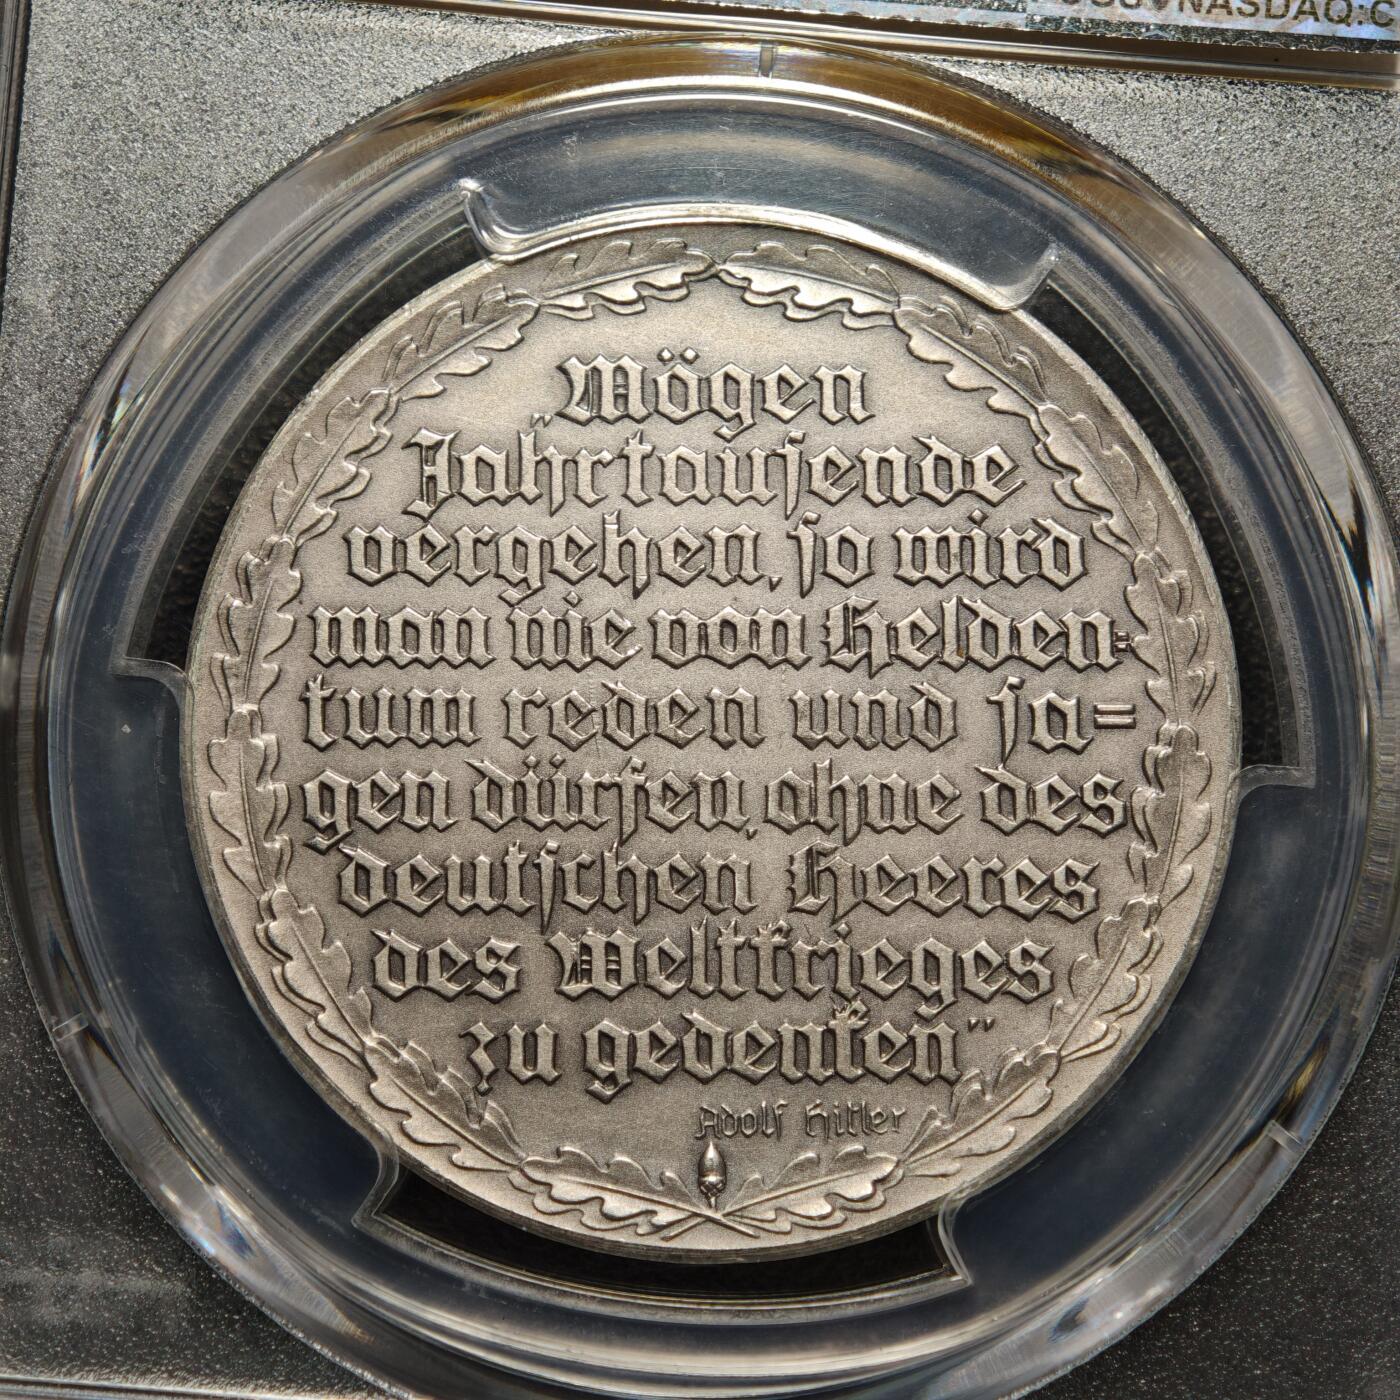 NASDAQ:C
„Mögen
Jahrtauſende
vergehen, ſo wird
man nie von Helden=
tum reden und ſa=
gen dürfen, ohne des
deutſchen Heeres
des Weltkrieges
zu gedenken"
Adolf Hitler